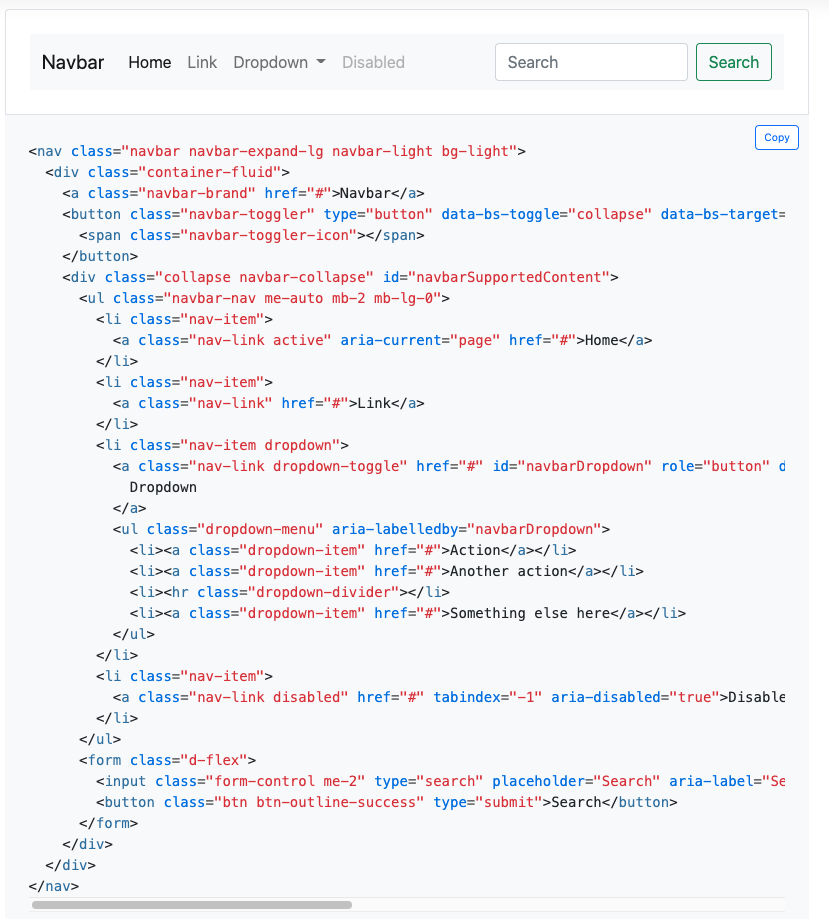 Navbar Home Link Dropdown Disabled Search Search
Copy
<nav class="navbar navbar-expand-lg navbar-light bg-light">
  <div class="container-fluid">
    <a class="navbar-brand" href="#">Navbar</a>
    <button class="navbar-toggler" type="button" data-bs-toggle="collapse" data-bs-target=
      <span class="navbar-toggler-icon"></span>
    </button>
    <div class="collapse navbar-collapse" id="navbarSupportedContent">
      <ul class="navbar-nav me-auto mb-2 mb-lg-0">
        <li class="nav-item">
          <a class="nav-link active" aria-current="page" href="#">Home</a>
        </li>
        <li class="nav-item">
          <a class="nav-link" href="#">Link</a>
        </li>
        <li class="nav-item dropdown">
          <a class="nav-link dropdown-toggle" href="#" id="navbarDropdown" role="button" d
            Dropdown
          </a>
          <ul class="dropdown-menu" aria-labelledby="navbarDropdown">
            <li><a class="dropdown-item" href="#">Action</a></li>
            <li><a class="dropdown-item" href="#">Another action</a></li>
            <li><hr class="dropdown-divider"></li>
            <li><a class="dropdown-item" href="#">Something else here</a></li>
          </ul>
        </li>
        <li class="nav-item">
          <a class="nav-link disabled" href="#" tabindex="-1" aria-disabled="true">Disable
        </li>
      </ul>
      <form class="d-flex">
        <input class="form-control me-2" type="search" placeholder="Search" aria-label="Se
        <button class="btn btn-outline-success" type="submit">Search</button>
      </form>
    </div>
  </div>
</nav>